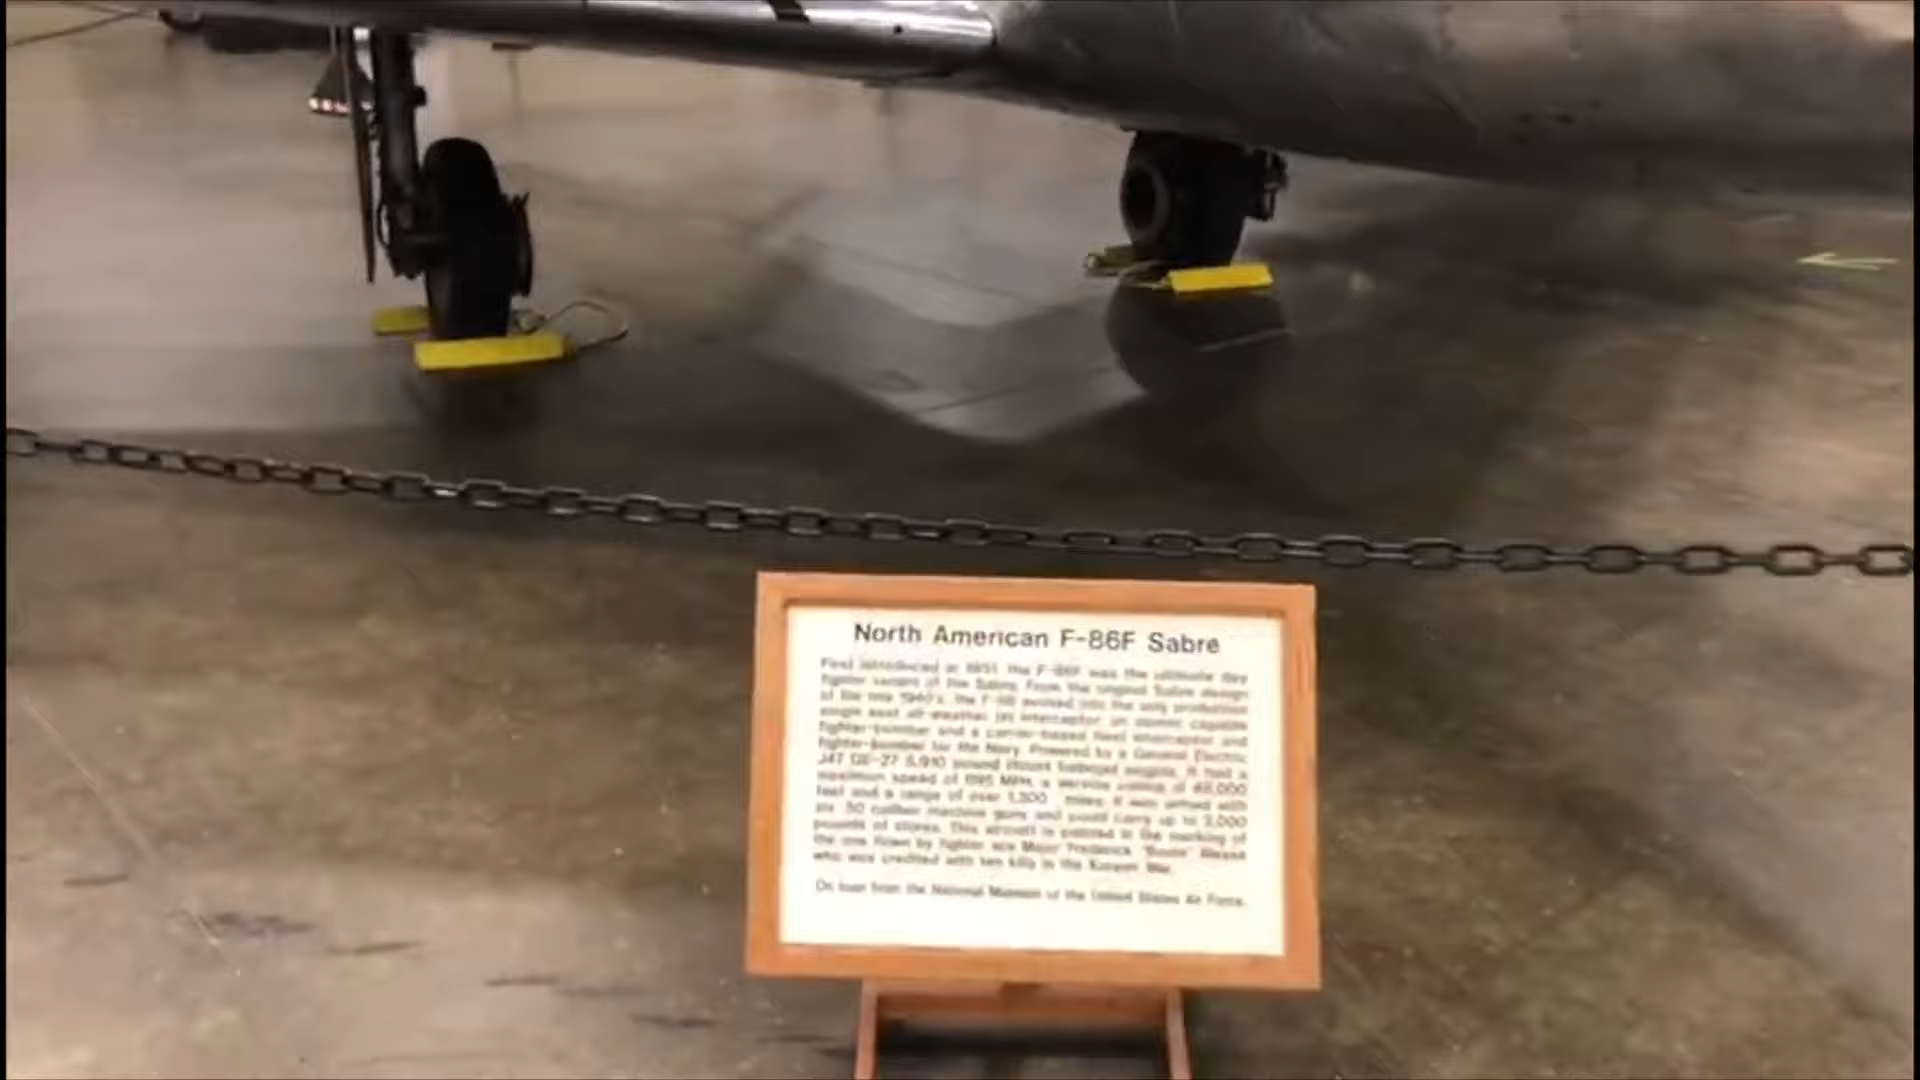 North American F-86F Sabre
First introduced in 1951, the F-86F was the ultimate day
fighter variant of the Sabre. From the original Sabre design
of the 1940's, the F-86 evolved into the only production
single seat all-weather jet interceptor, an atomic capable
fighter-bomber and a carrier-based interceptor and
fighter-bomber for the Navy. Powered by a General Electric
J47 GE-27 5,910 pound thrust turbojet engine, it had a
maximum speed of 695 MPH, a service ceiling of 48,000
feet and a range of over 1,300 miles. It was armed with
six .50 caliber machine guns and could carry up to 2,000
pounds of stores. This aircraft is painted in the marking of
the one flown by fighter ace Major Frederick "Boots" Blesse
who was credited with ten kills in the Korean War.
On loan from the National Museum of the United States Air Force.